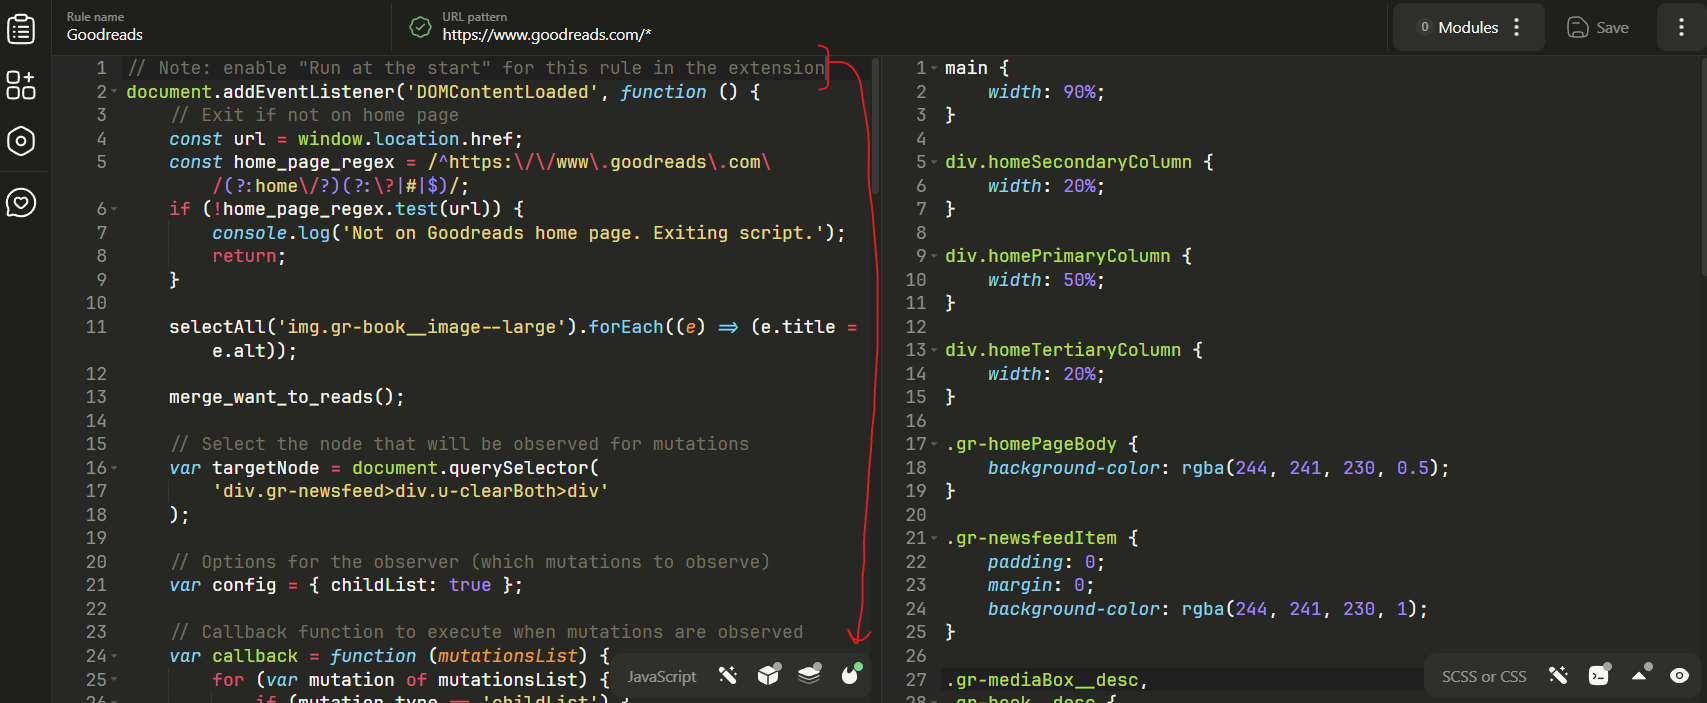 Rule name
Goodreads
URL pattern
https://www.goodreads.com/*
0 Modules
Save
1 // Note: enable "Run at the start" for this rule in the extension
2 document.addEventListener('DOMContentLoaded', function () {
3 // Exit if not on home page
4 const url = window.location.href;
5 const home_page_regex = /^https:\/\/www\.goodreads\.com\
/(?:home\/?)(?:\?|#|$)/;
6 if (!home_page_regex.test(url)) {
7 console.log('Not on Goodreads home page. Exiting script.');
8 return;
9 }
10
11 selectAll('img.gr-book__image--large').forEach((e) => (e.title =
e.alt));
12
13 merge_want_to_reads();
14
15 // Select the node that will be observed for mutations
16 var targetNode = document.querySelector(
17 'div.gr-newsfeed>div.u-clearBoth>div'
18 );
19
20 // Options for the observer (which mutations to observe)
21 var config = { childList: true };
22
23 // Callback function to execute when mutations are observed
24 var callback = function (mutationsList) {
25 for (var mutation of mutationsList) {
26 if (mutation.type == 'childList') {
JavaScript
1 main {
2 width: 90%;
3 }
4
5 div.homeSecondaryColumn {
6 width: 20%;
7 }
8
9 div.homePrimaryColumn {
10 width: 50%;
11 }
12
13 div.homeTertiaryColumn {
14 width: 20%;
15 }
16
17 .gr-homePageBody {
18 background-color: rgba(244, 241, 230, 0.5);
19 }
20
21 .gr-newsfeedItem {
22 padding: 0;
23 margin: 0;
24 background-color: rgba(244, 241, 230, 1);
25 }
26
27 .gr-mediaBox__desc,
28 .gr-book__desc {
SCSS or CSS